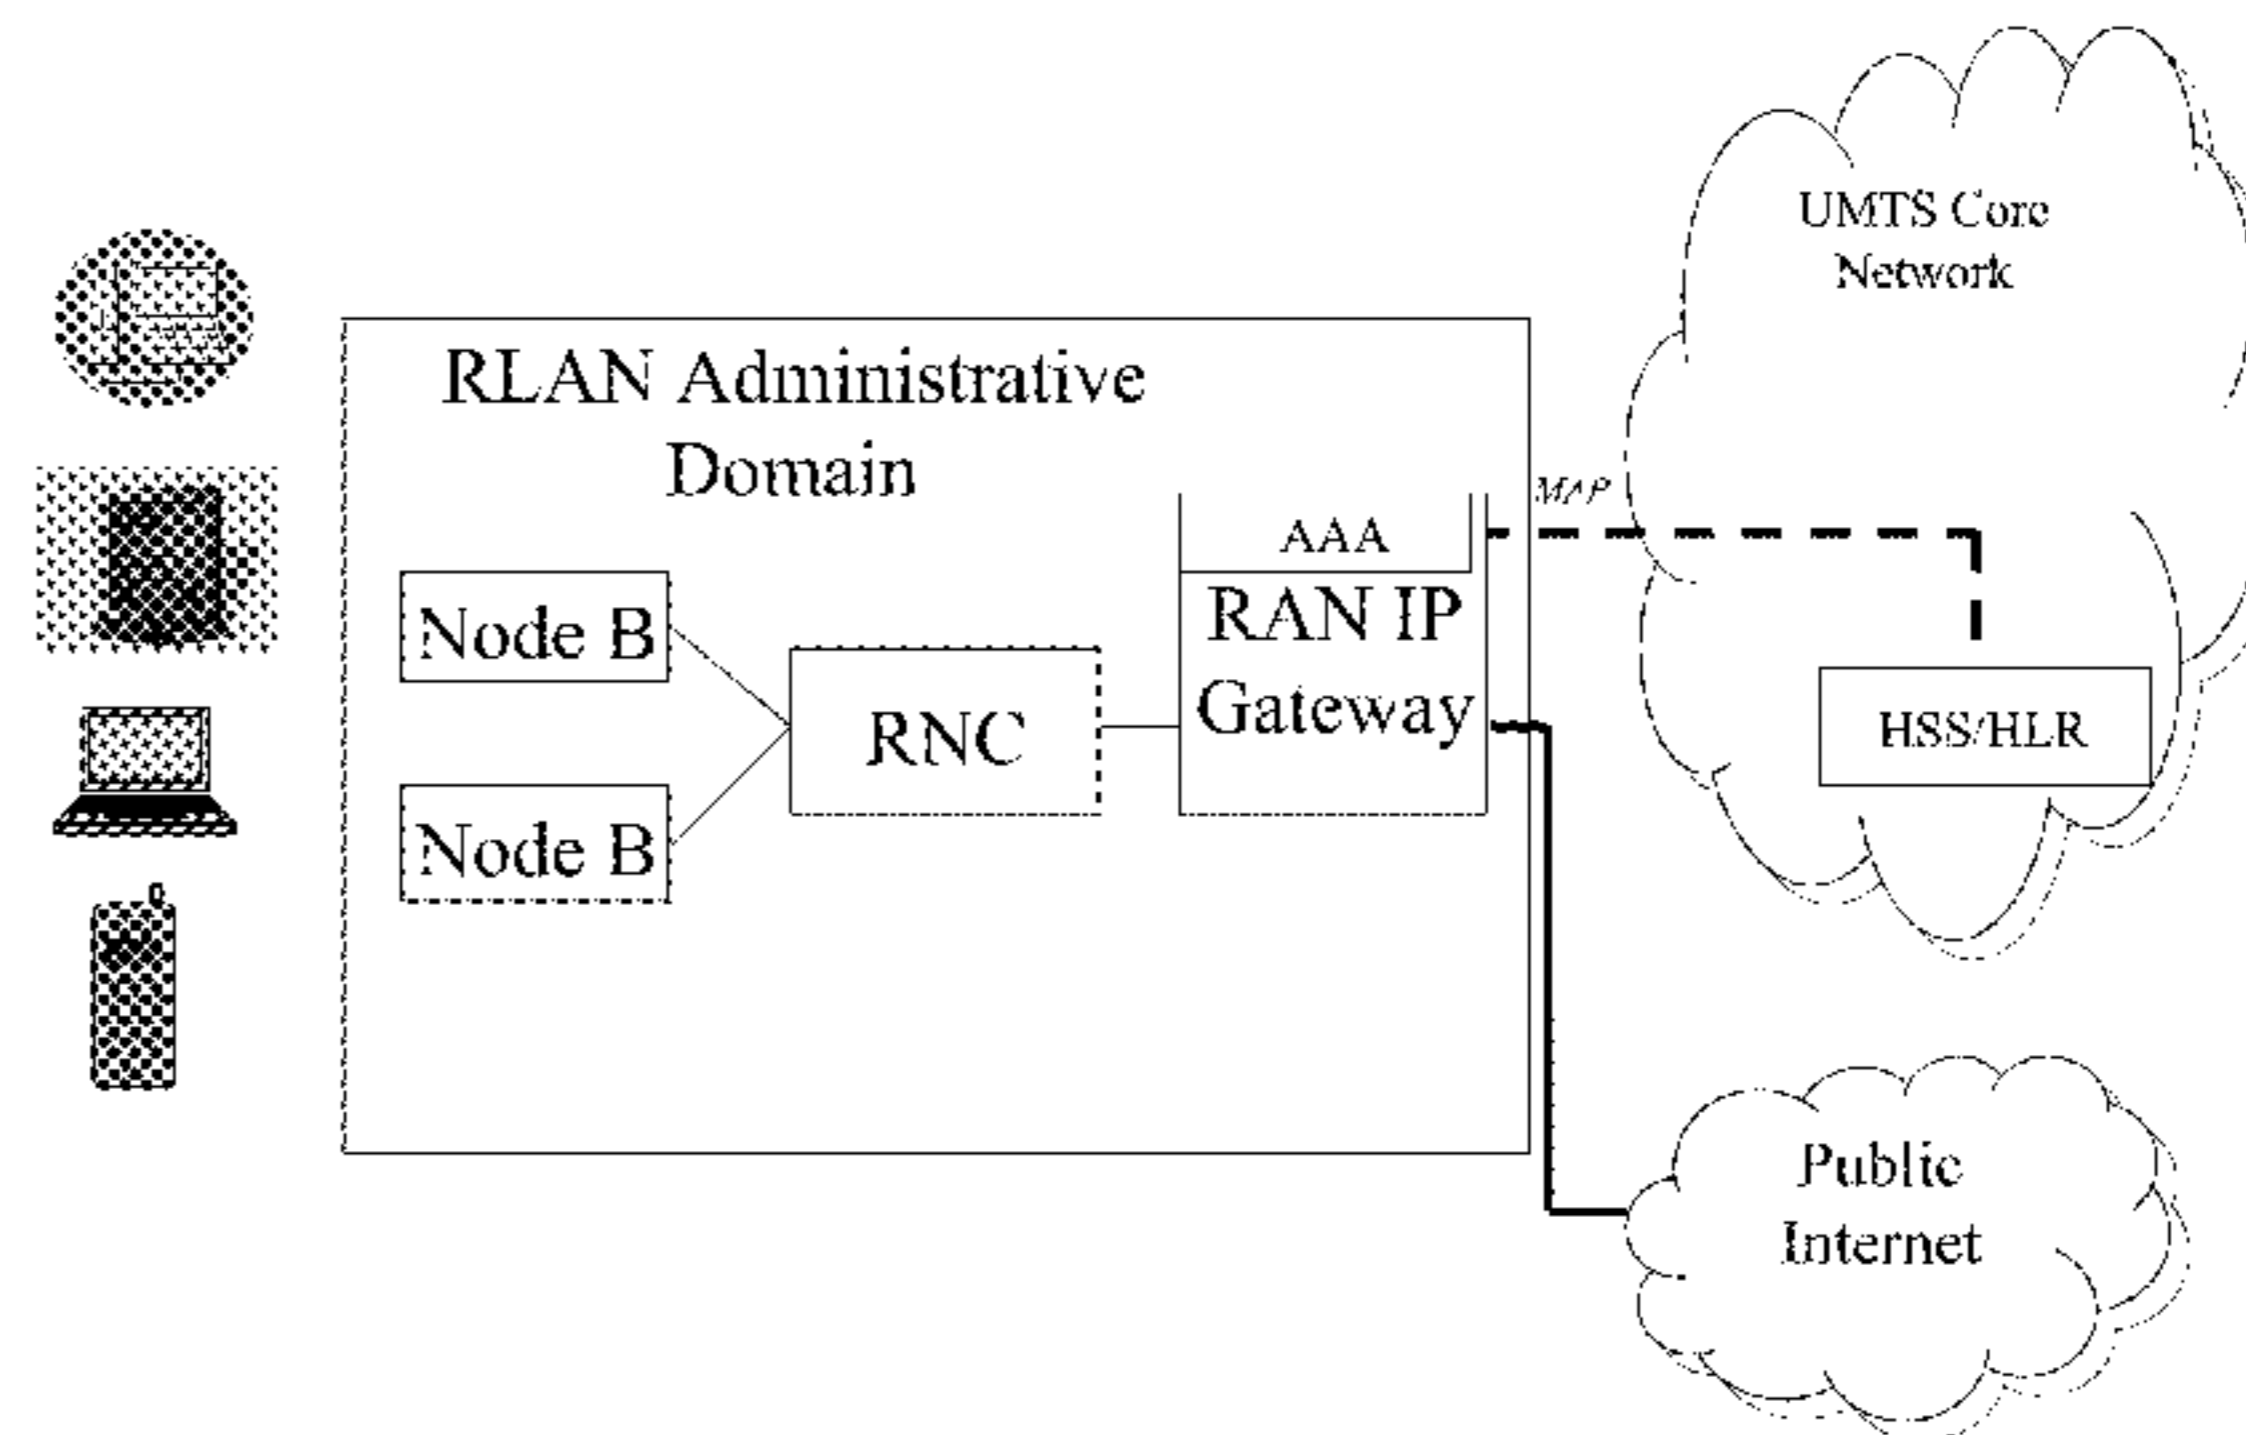 UMTS Core
Network
RLAN Administrative
Domain
MAP
AAA
RAN IP
Gateway
Node B
RNC
Node B
HSS/HLR
Public
Internet